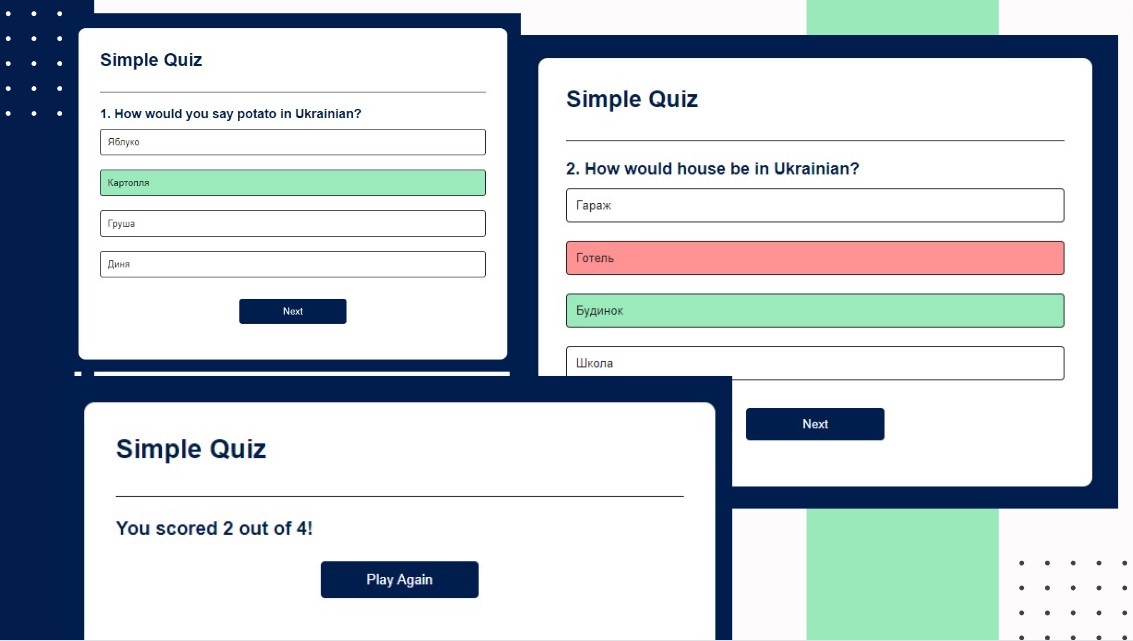 Simple Quiz
1. How would you say potato in Ukrainian?
Яблуко
Картопля
Груша
Диня
Next
Simple Quiz
2. How would house be in Ukrainian?
Гараж
Готель
Будинок
Школа
Next
Simple Quiz
You scored 2 out of 4!
Play Again